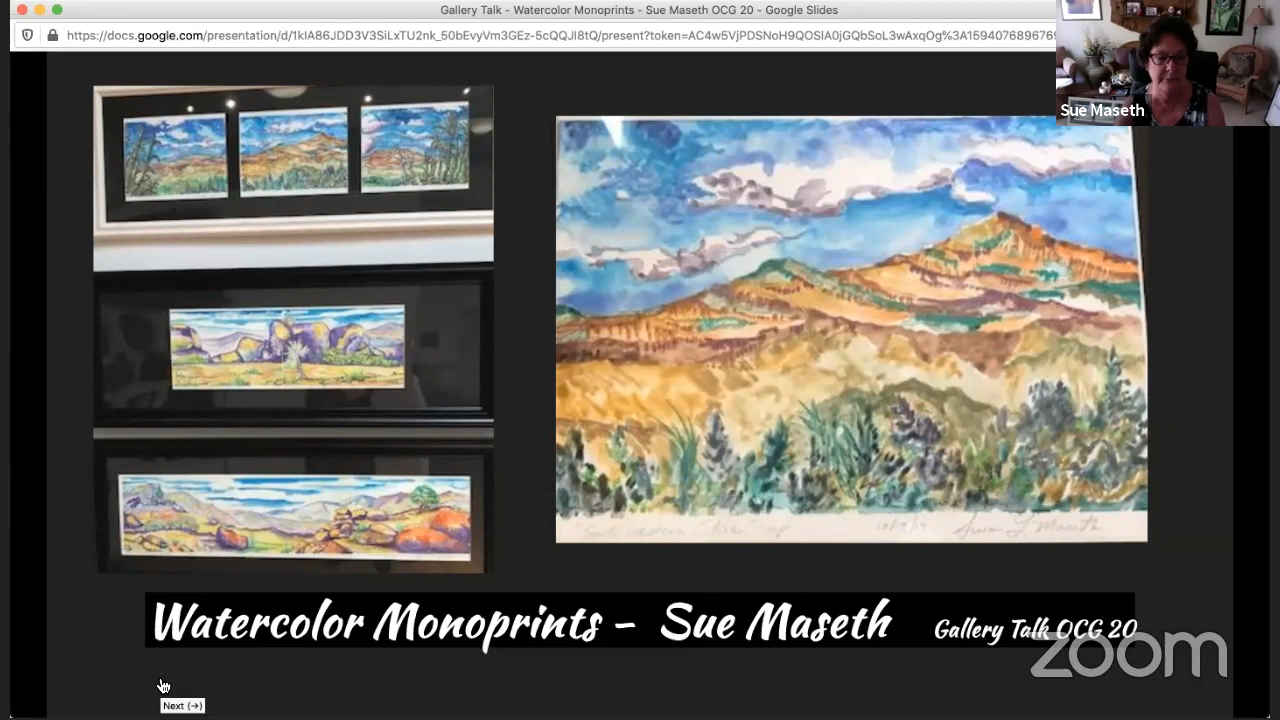 Gallery Talk - Watercolor Monoprints - Sue Maseth OCG 20 - Google Slides
Sue Maseth
Watercolor Monoprints - Sue Maseth Gallery Talk OCG 20
zoom
Next (→)